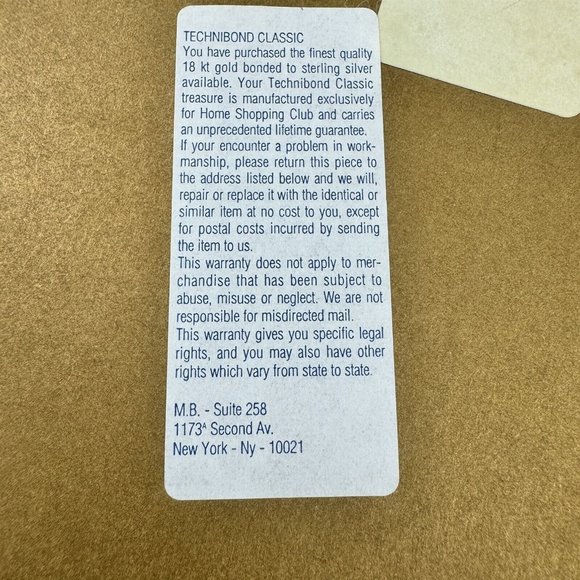 TECHNIBOND CLASSIC
You have purchased the finest quality
18 kt gold bonded to sterling silver
available. Your Technibond Classic
treasure is manufactured exclusively
for Home Shopping Club and carries
an unprecedented lifetime guarantee.
If your encounter a problem in work-
manship, please return this piece to
the address listed below and we will,
repair or replace it with the identical or
similar item at no cost to you, except
for postal costs incurred by sending
the item to us.
This warranty does not apply to mer-
chandise that has been subject to
abuse, misuse or neglect. We are not
responsible for misdirected mail.
This warranty gives you specific legal
rights, and you may also have other
rights which vary from state to state.
M.B. - Suite 258
1173ᴬ Second Av.
New York - Ny - 10021